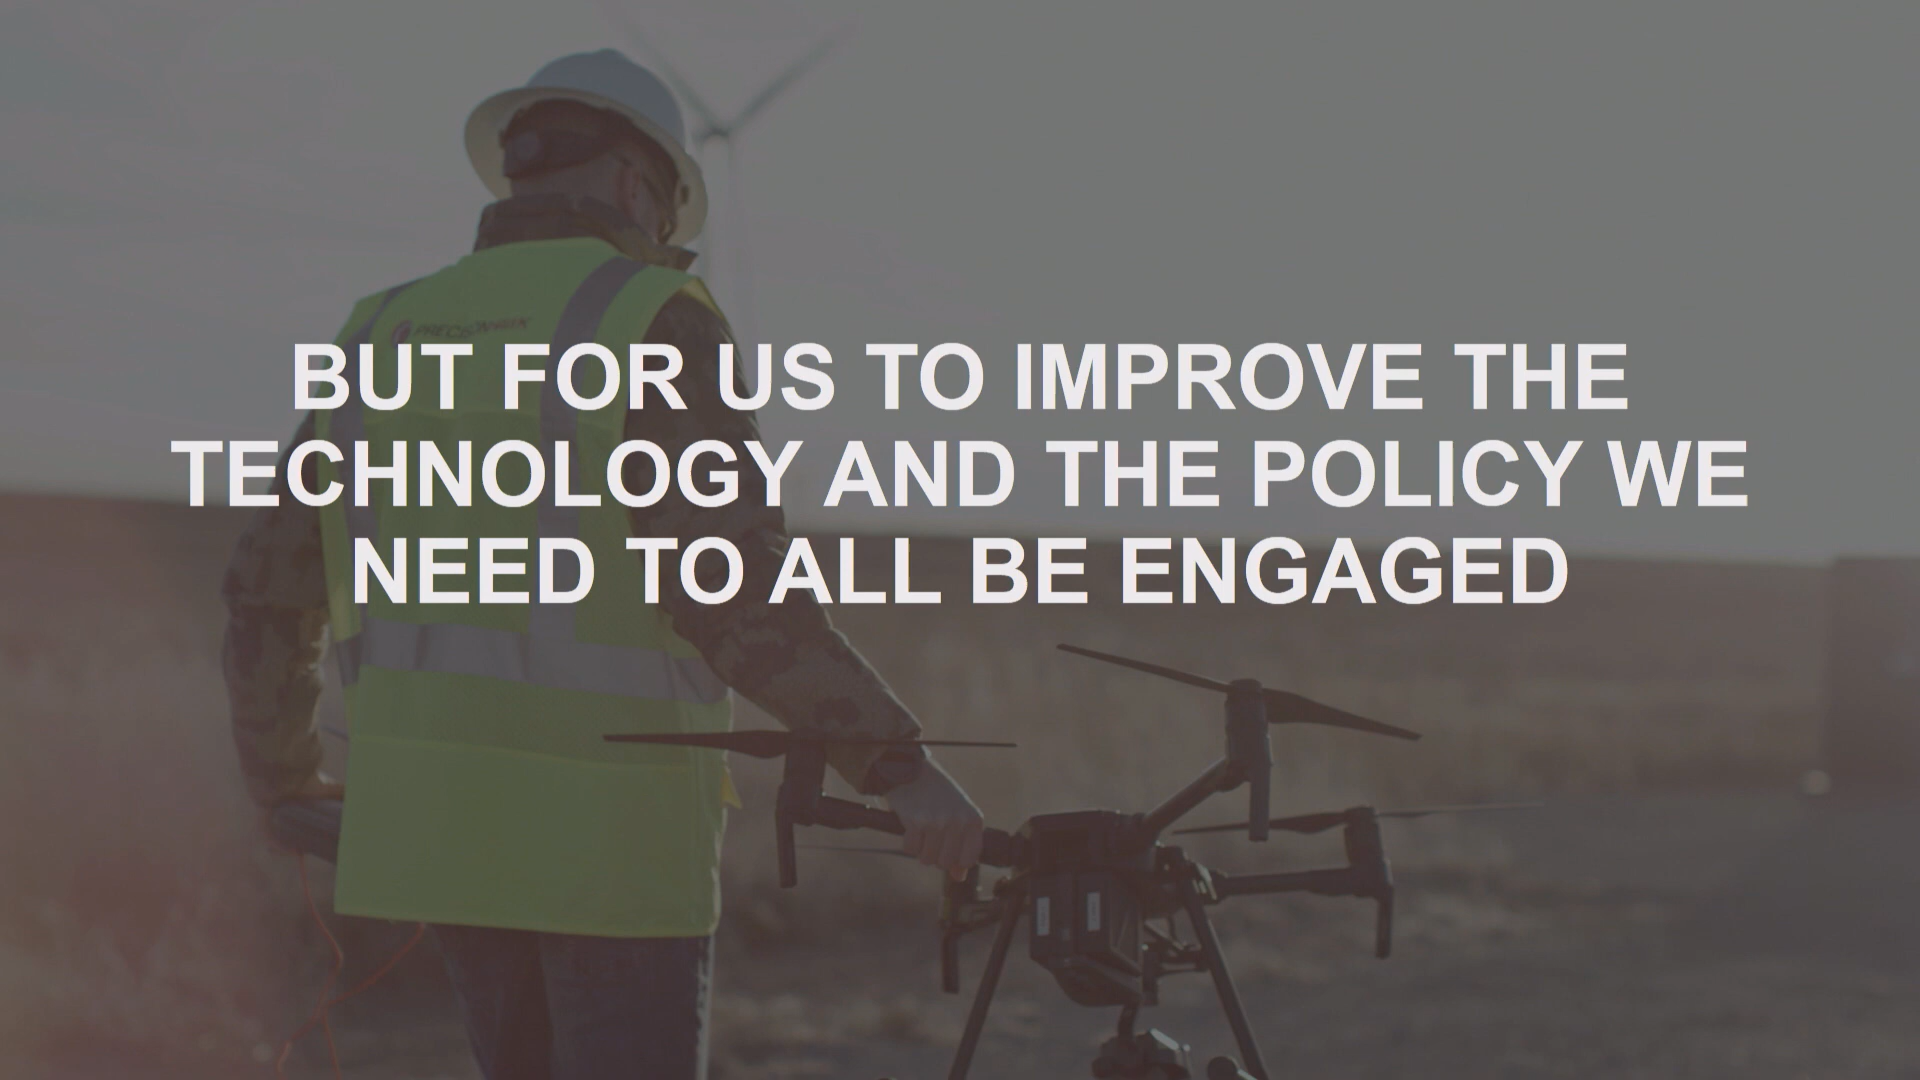 BUT FOR US TO IMPROVE THE
TECHNOLOGY AND THE POLICY WE
NEED TO ALL BE ENGAGED